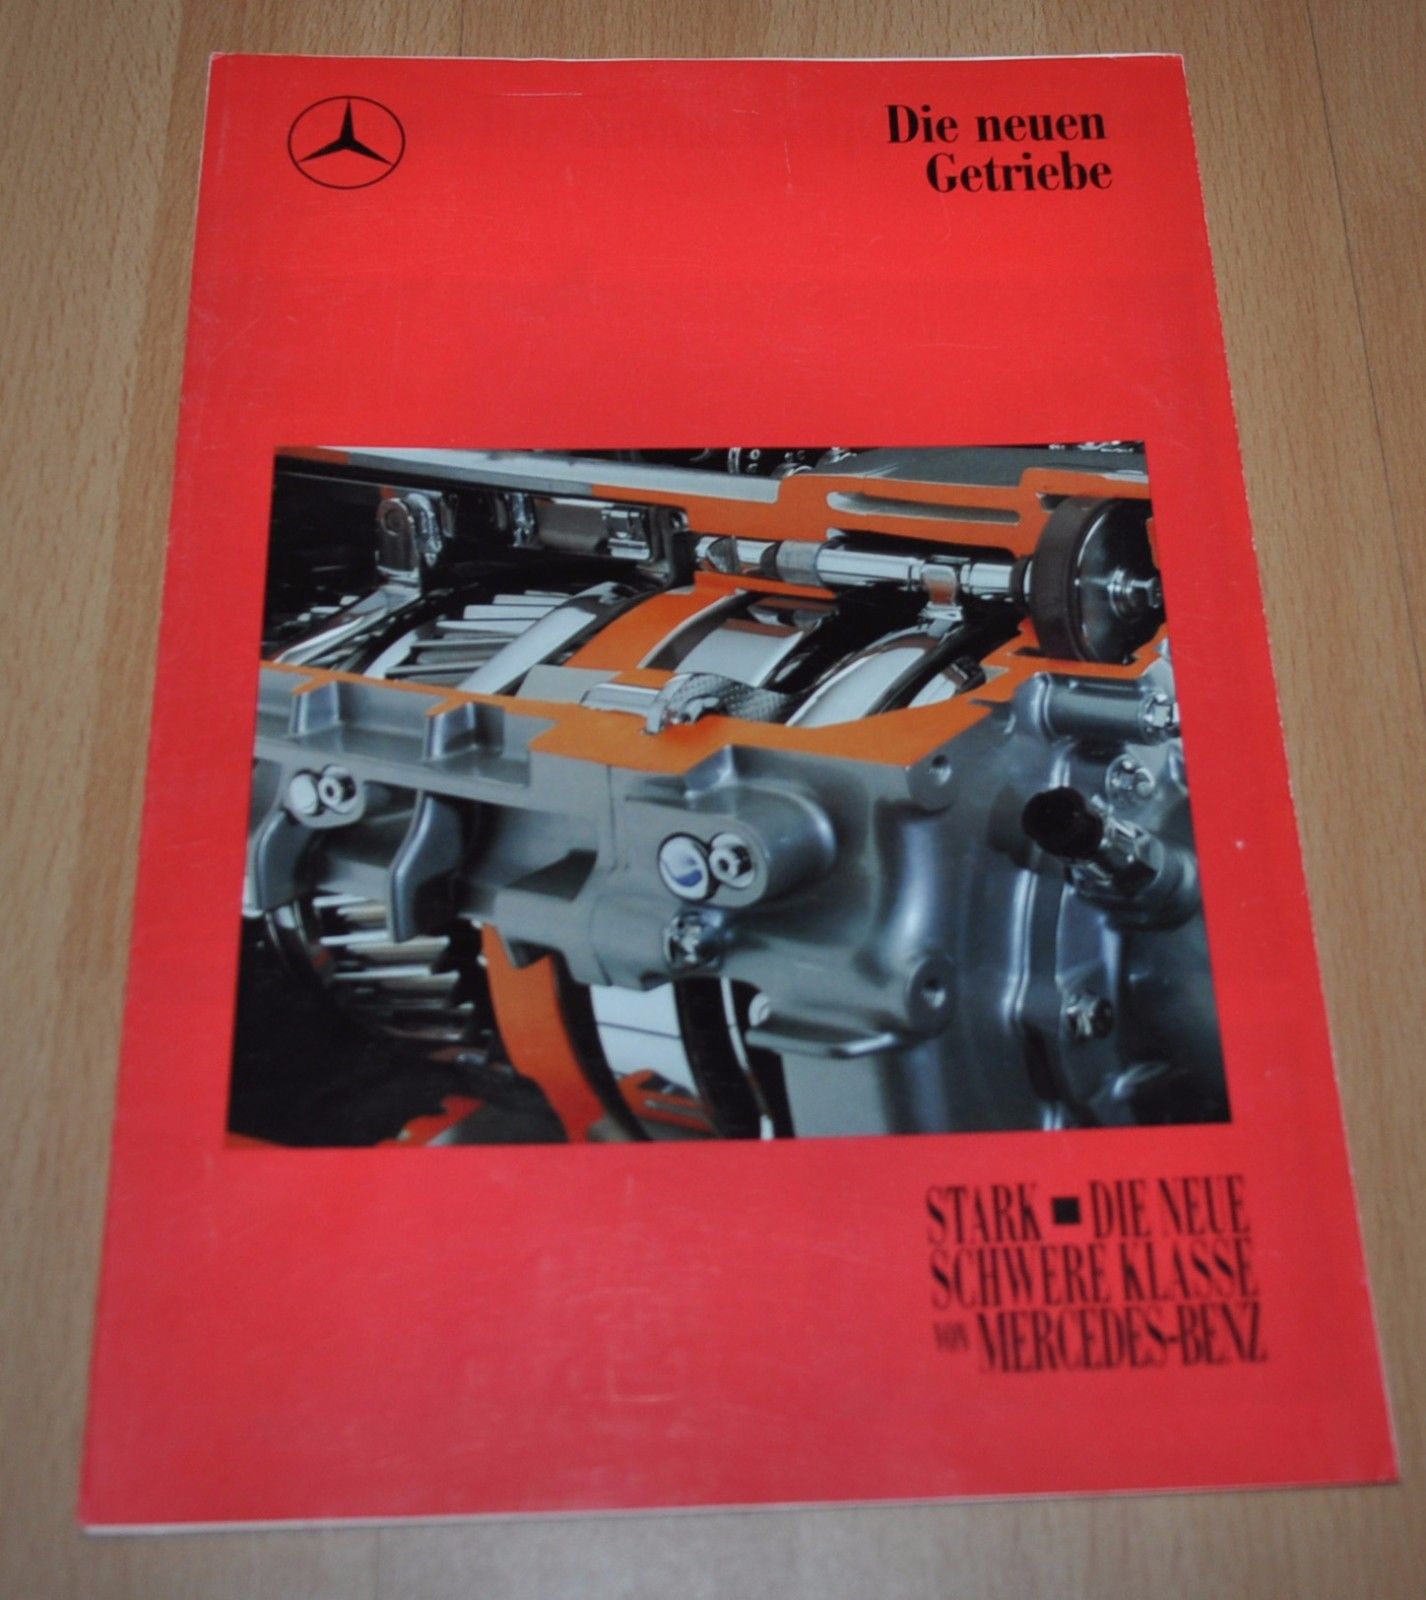 Die neuen
Getriebe
STARK ■ DIE NEUE
SCHWERE KLASSE
VON MERCEDES-BENZ